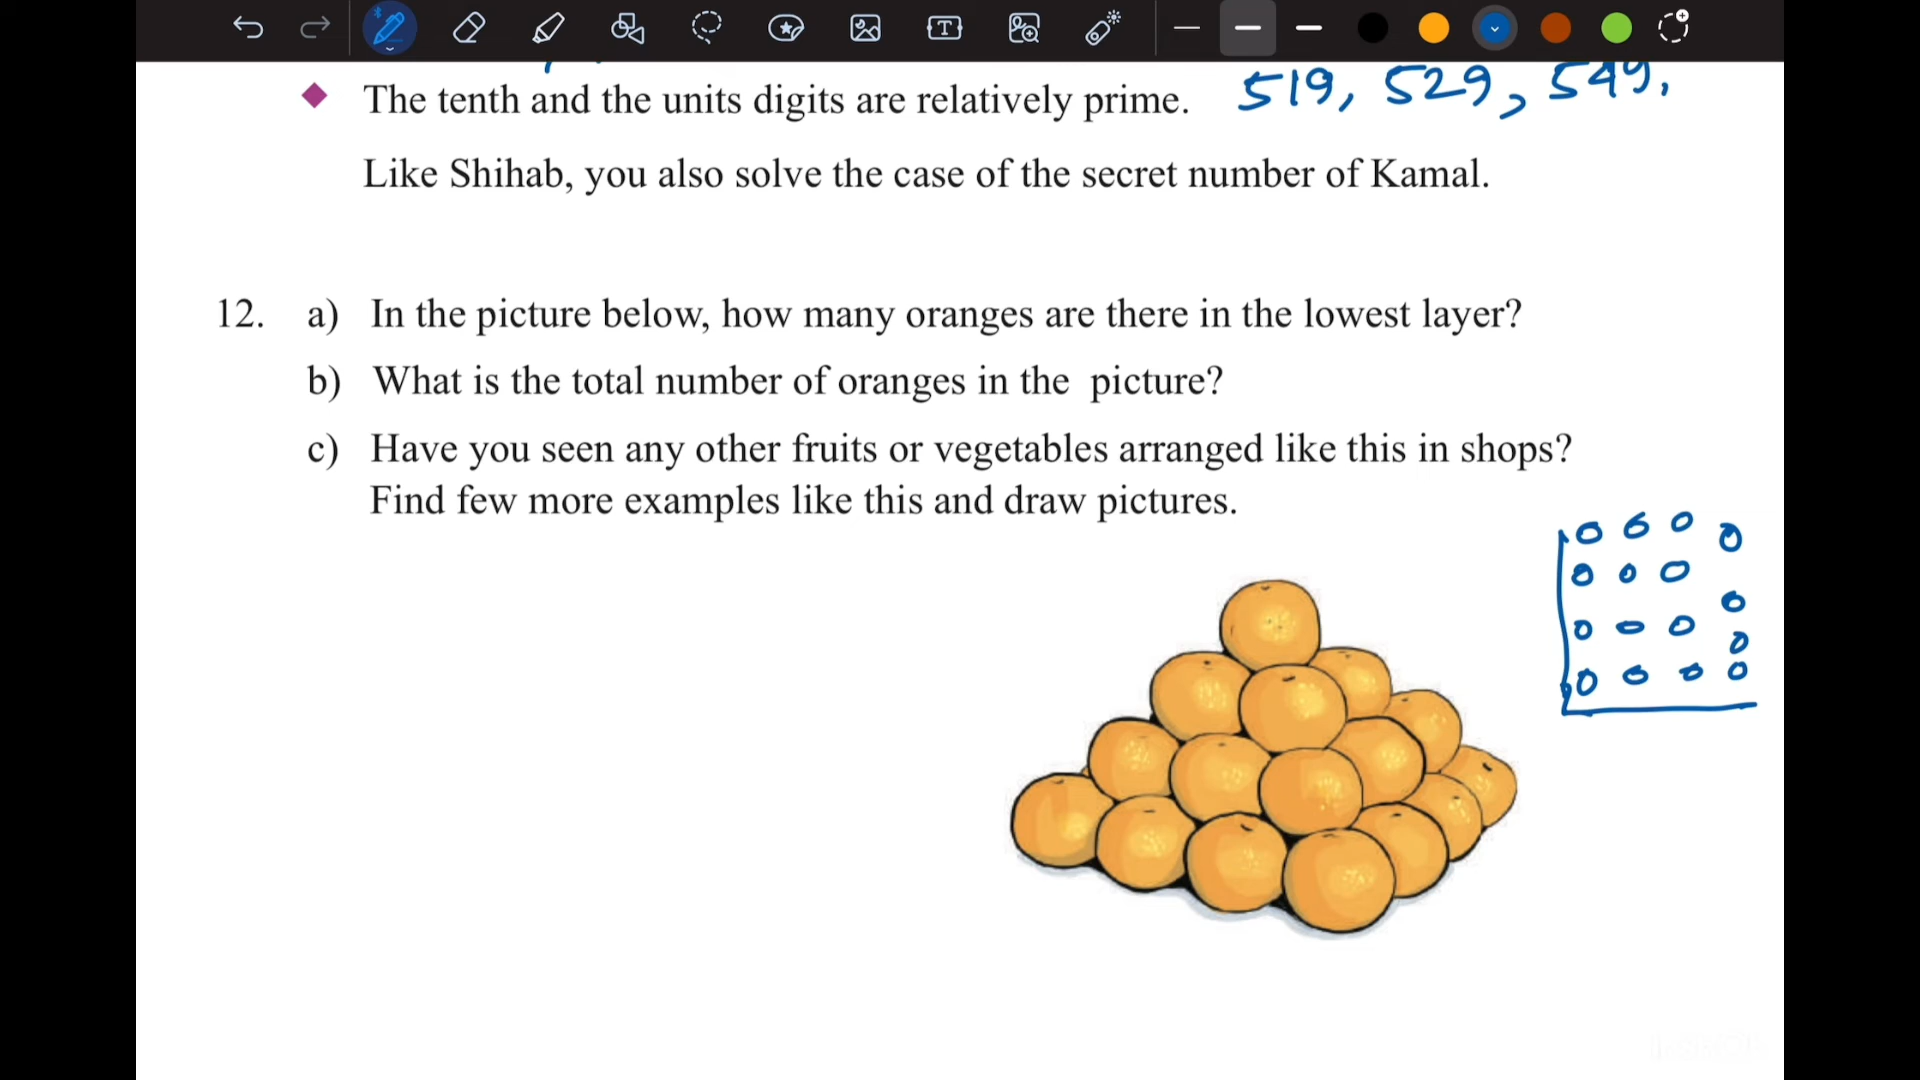 The tenth and the units digits are relatively prime. 519, 529, 549,
Like Shihab, you also solve the case of the secret number of Kamal.
12. a) In the picture below, how many oranges are there in the lowest layer?
b) What is the total number of oranges in the picture?
c) Have you seen any other fruits or vegetables arranged like this in shops?
Find few more examples like this and draw pictures.